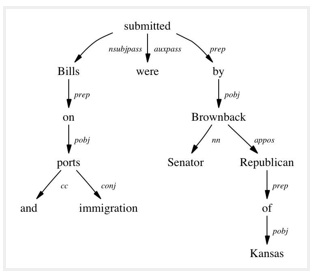 submitted
nsubjpass auxpass prep
Bills were by
prep pobj
on Brownback
pobj nn appos
ports Senator Republican
cc conj prep
and immigration of
pobj
Kansas